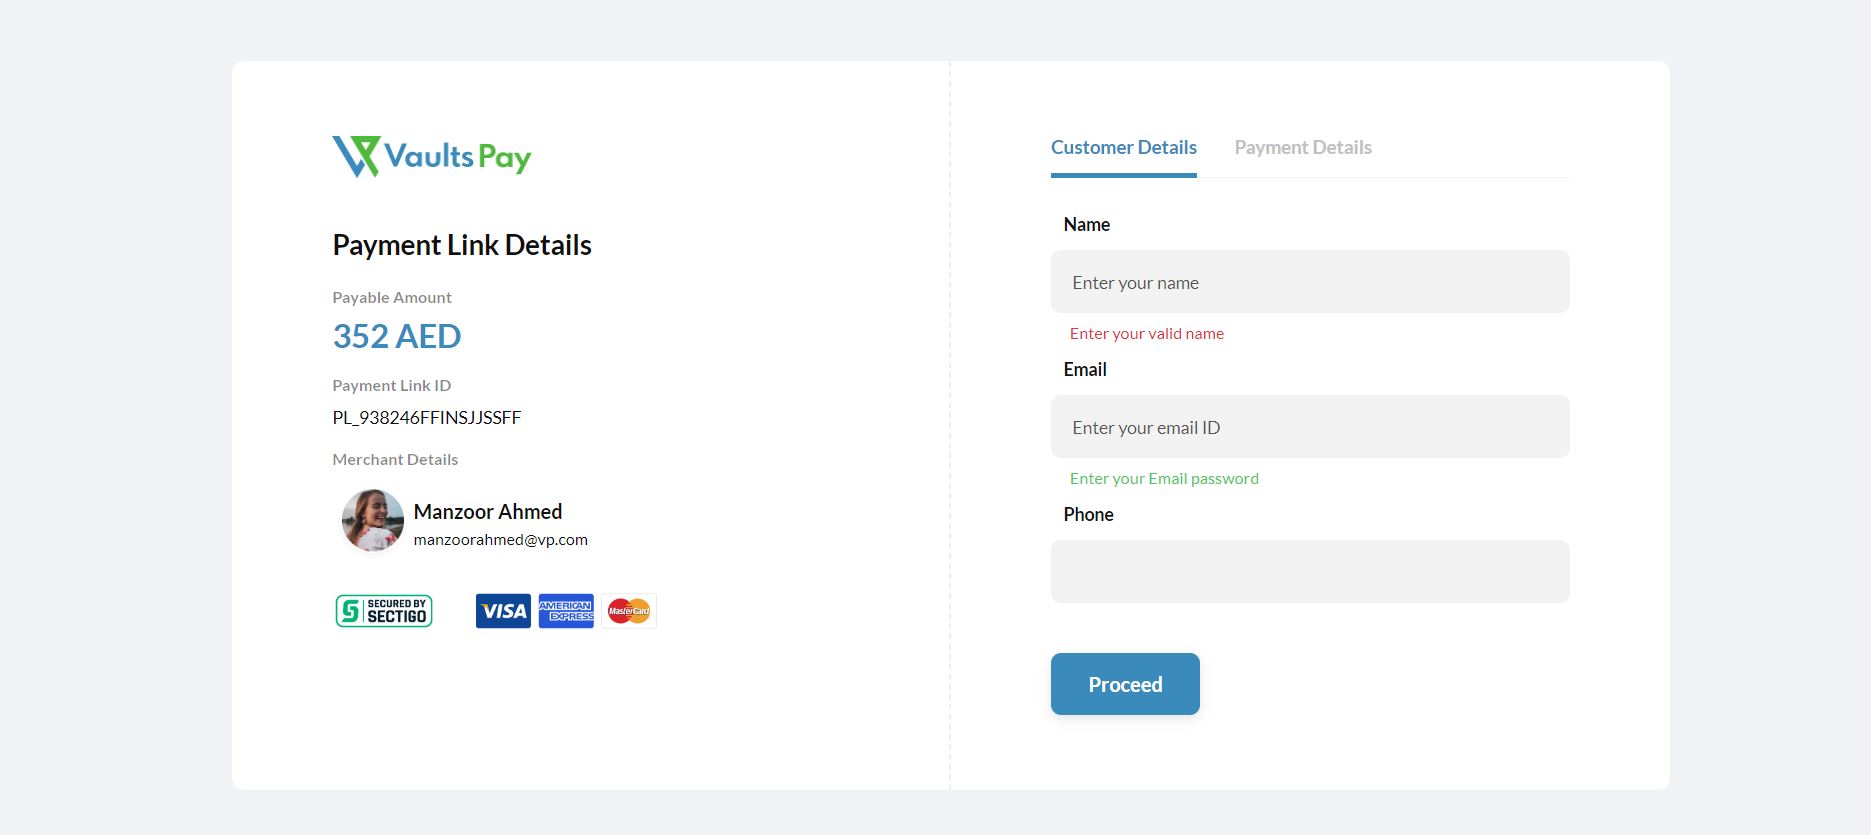 Vaults Pay
Payment Link Details
Payable Amount
352 AED
Payment Link ID
PL_938246FFINSJJSSFF
Merchant Details
Manzoor Ahmed
manzoorahmed@vp.com
SECURED BY
SECTIGO
VISA
AMERICAN
EXPRESS
MasterCard
Customer Details
Payment Details
Name
Enter your name
Enter your valid name
Email
Enter your email ID
Enter your Email password
Phone
Proceed